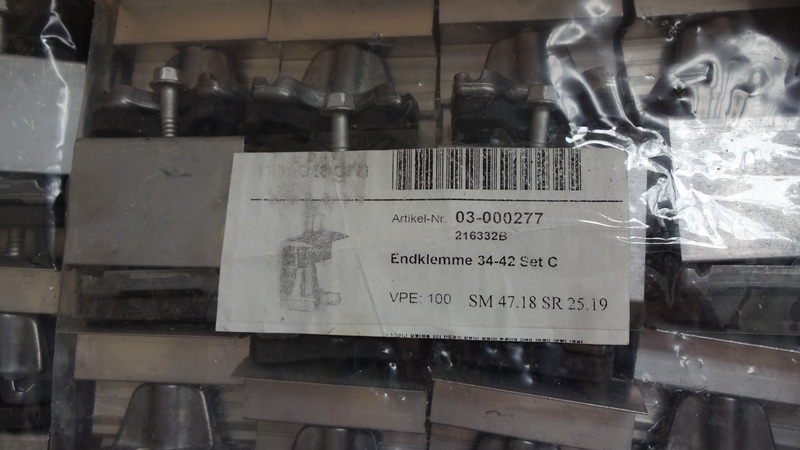 Artikel-Nr. 03-000277
216332B
Endklemme 34-42 Set C
VPE: 100 SM 47.18 SR 25.19